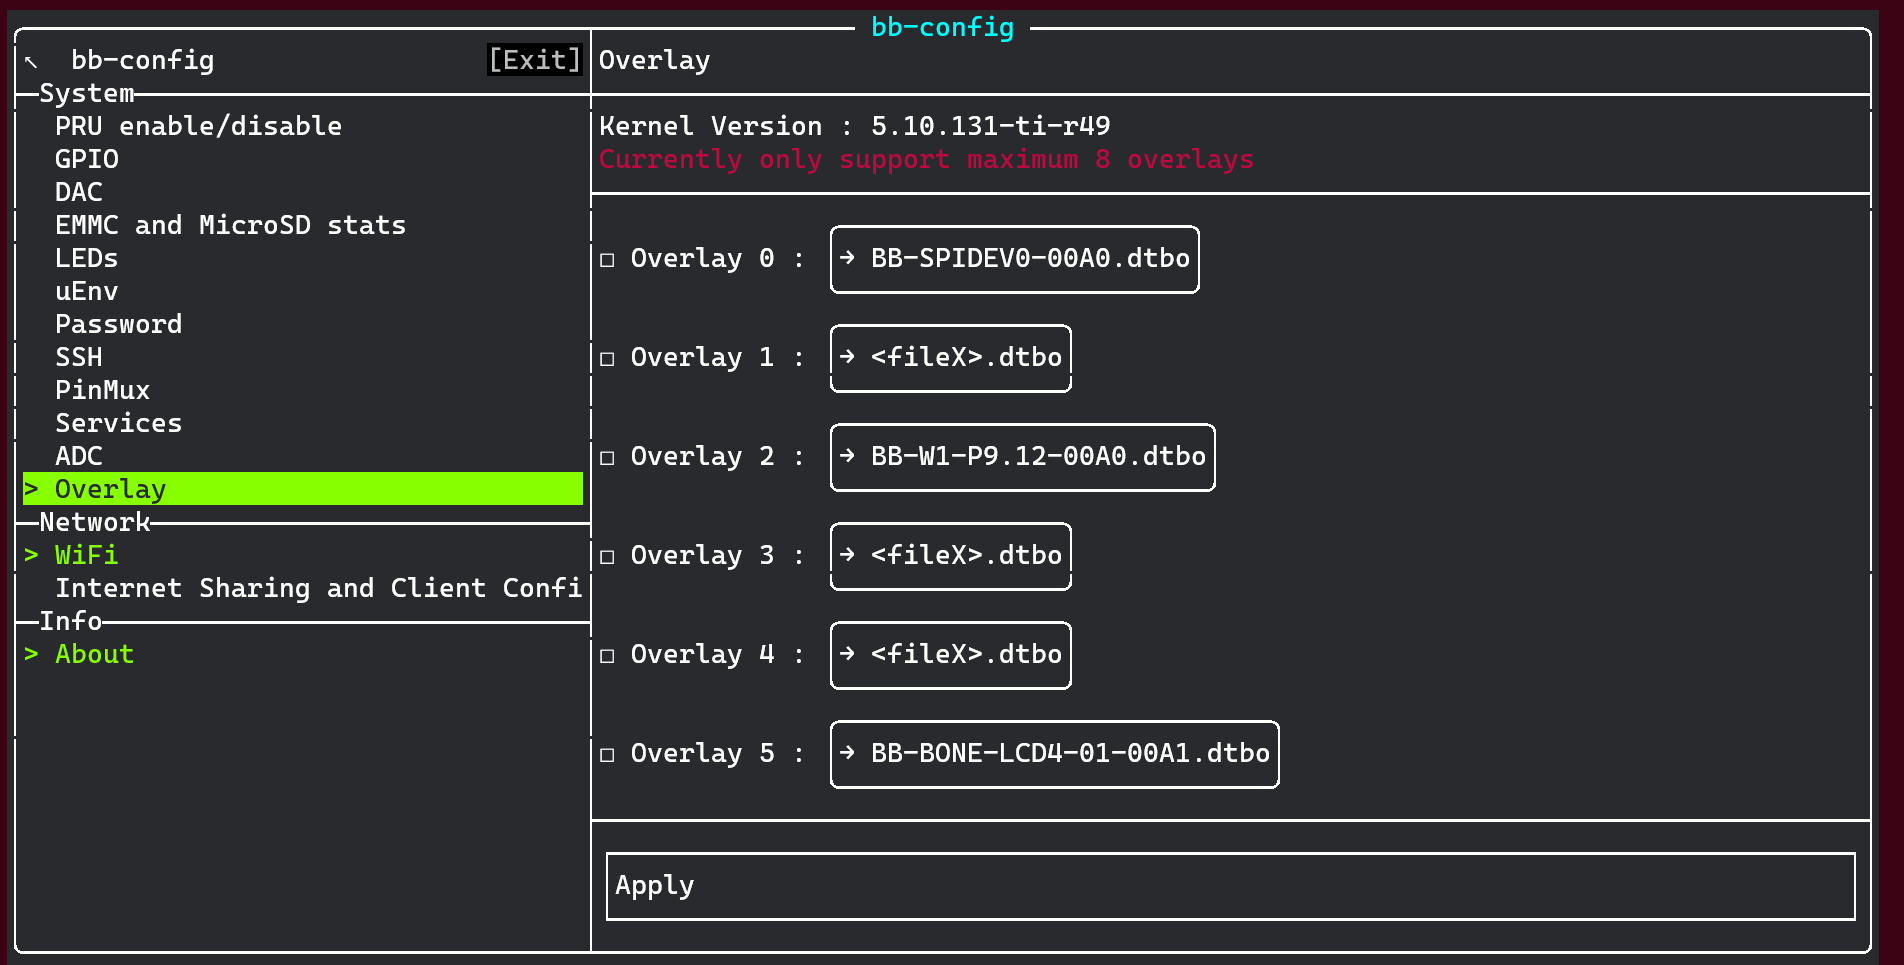 bb-config
↖ bb-config [Exit]
System
PRU enable/disable
GPIO
DAC
EMMC and MicroSD stats
LEDs
uEnv
Password
SSH
PinMux
Services
ADC
> Overlay
Network
> WiFi
Internet Sharing and Client Confi
Info
> About
Overlay
Kernel Version : 5.10.131-ti-r49
Currently only support maximum 8 overlays
□ Overlay 0 : → BB-SPIDEV0-00A0.dtbo
□ Overlay 1 : → <fileX>.dtbo
□ Overlay 2 : → BB-W1-P9.12-00A0.dtbo
□ Overlay 3 : → <fileX>.dtbo
□ Overlay 4 : → <fileX>.dtbo
□ Overlay 5 : → BB-BONE-LCD4-01-00A1.dtbo
Apply